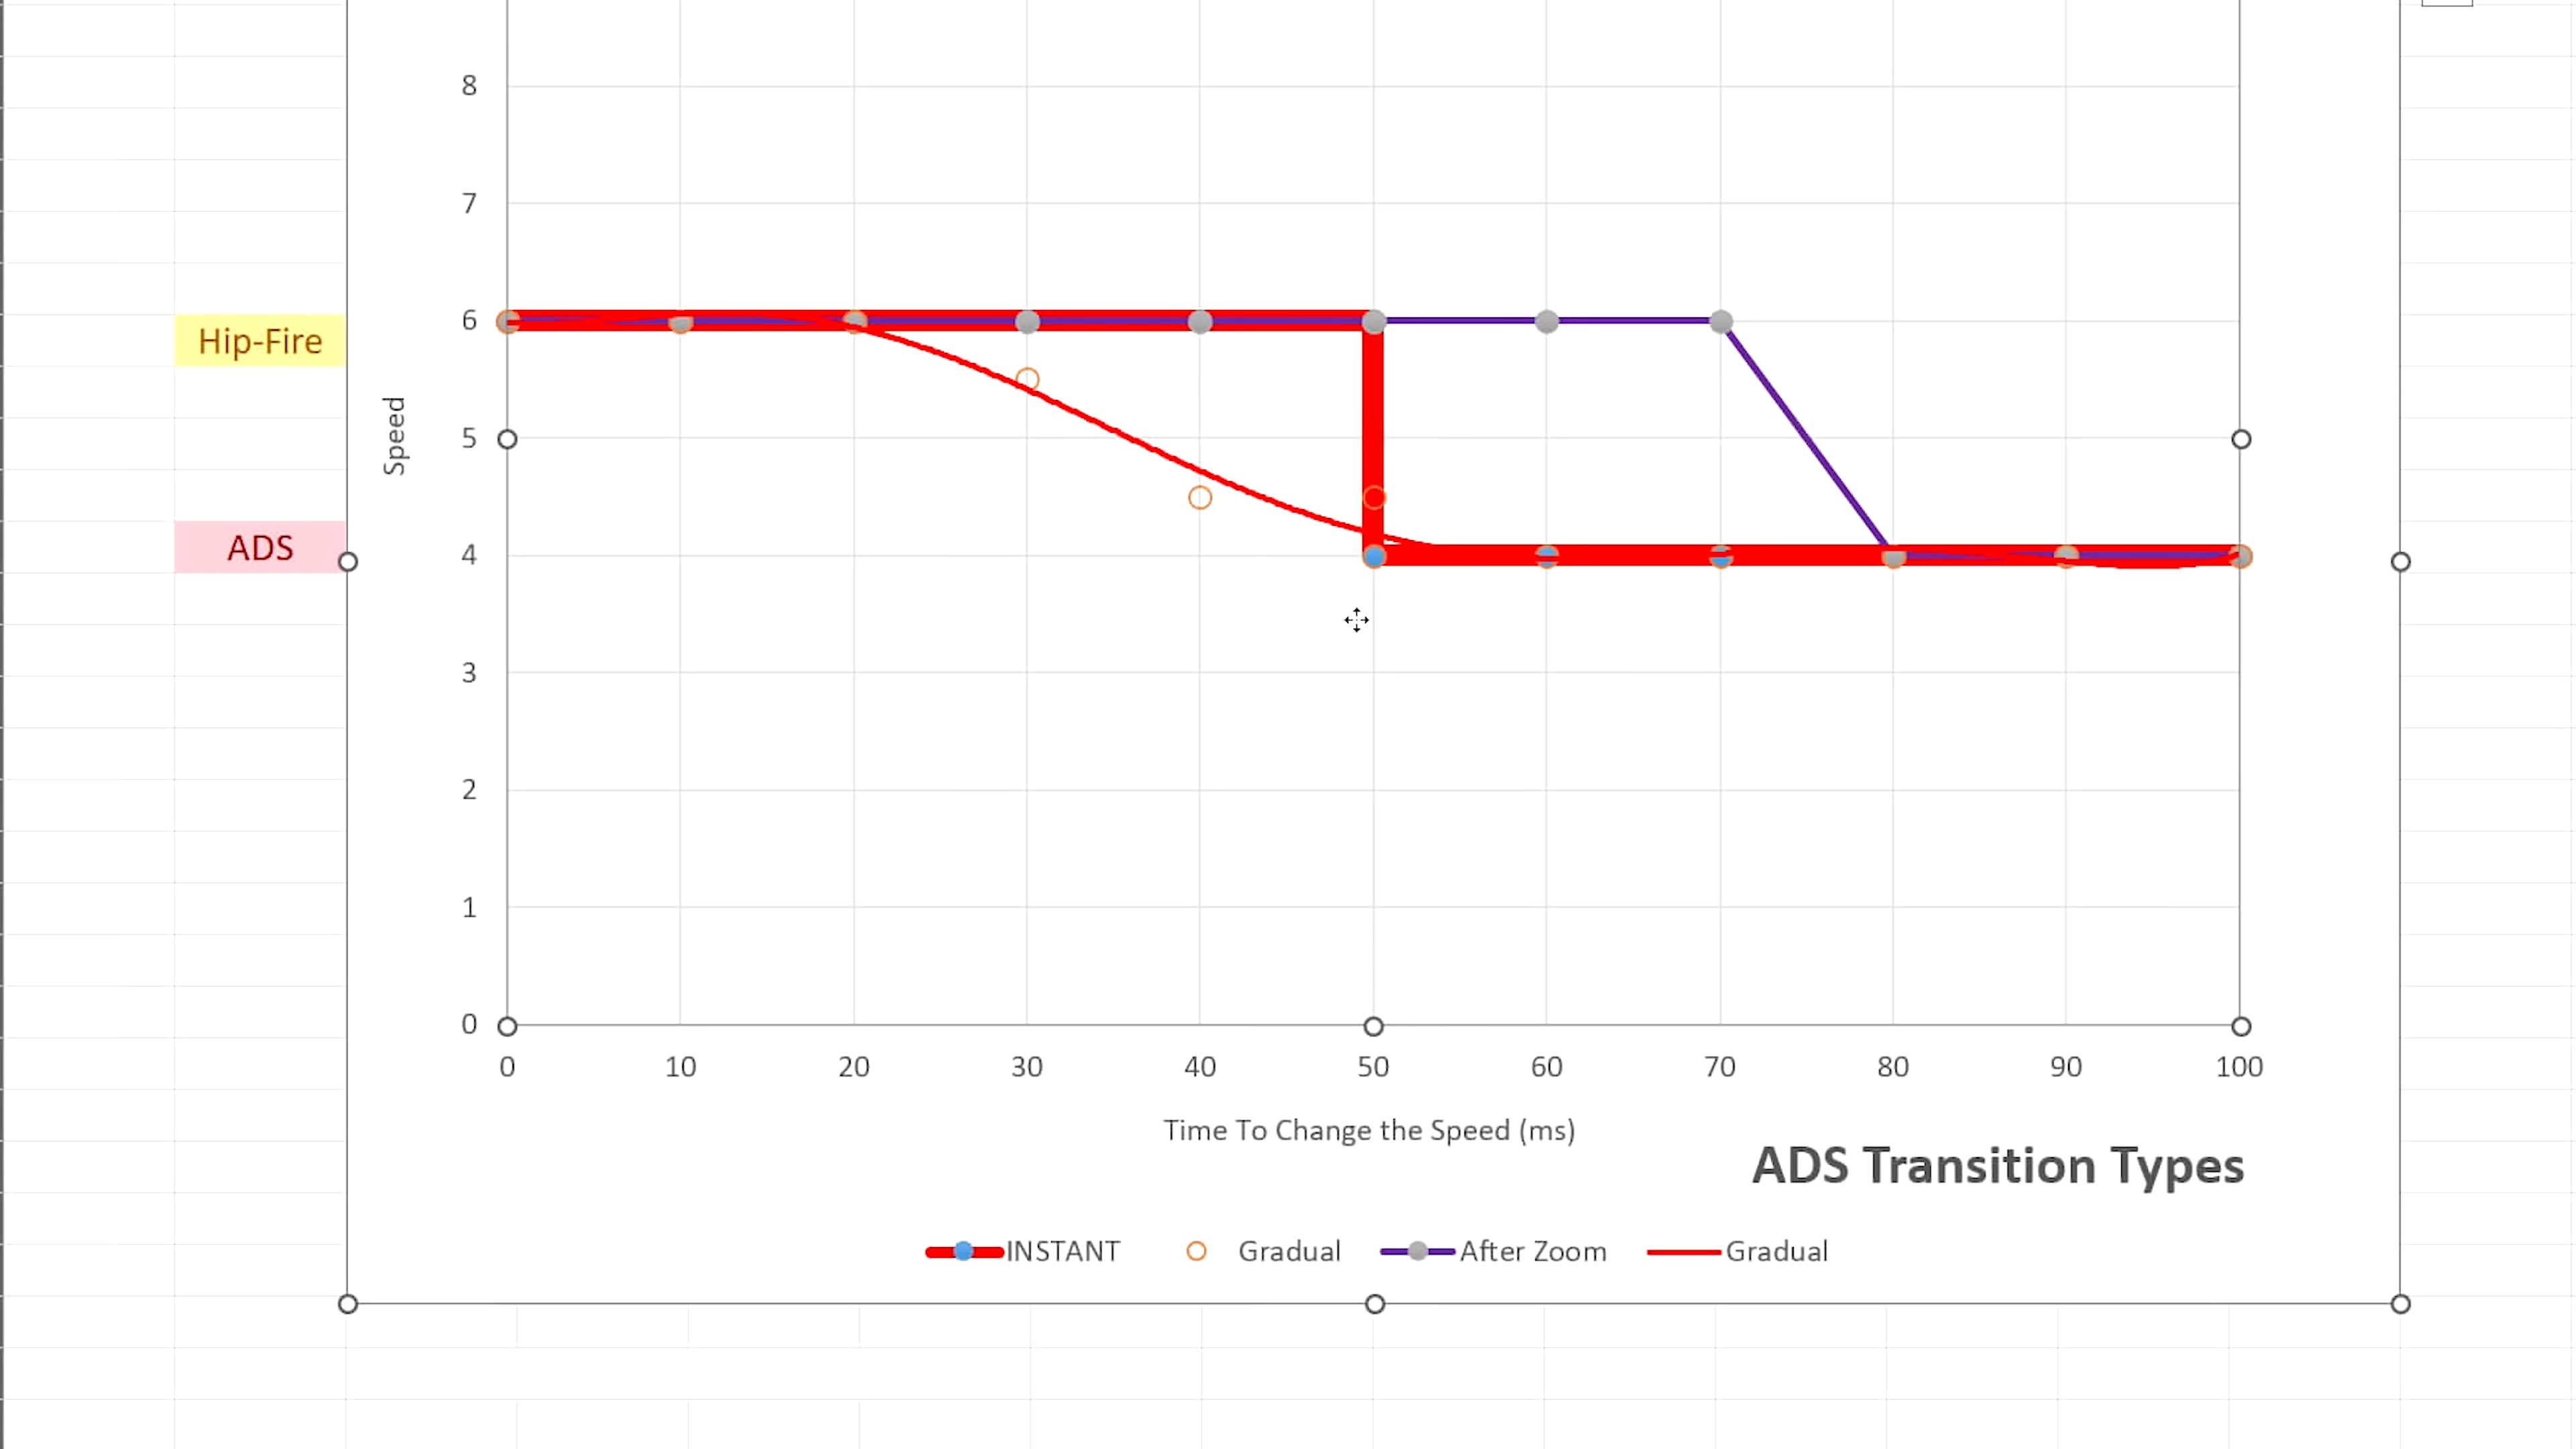 8
7
6
Hip-Fire
Speed
5
ADS
4
3
2
1
0
0 10 20 30 40 50 60 70 80 90 100
Time To Change the Speed (ms)
ADS Transition Types
INSTANT Gradual After Zoom Gradual